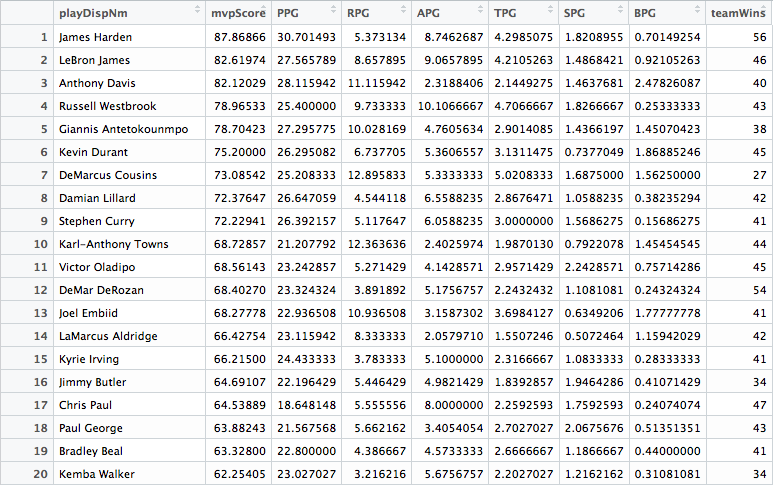 playDispNm mvpScore PPG RPG APG TPG SPG BPG teamWins
1 James Harden 87.86866 30.701493 5.373134 8.7462687 4.2985075 1.8208955 0.70149254 56
2 LeBron James 82.61974 27.565789 8.657895 9.0657895 4.2105263 1.4868421 0.92105263 46
3 Anthony Davis 82.12029 28.115942 11.115942 2.3188406 2.1449275 1.4637681 2.47826087 40
4 Russell Westbrook 78.96533 25.400000 9.733333 10.1066667 4.7066667 1.8266667 0.25333333 43
5 Giannis Antetokounmpo 78.70423 27.295775 10.028169 4.7605634 2.9014085 1.4366197 1.45070423 38
6 Kevin Durant 75.20000 26.295082 6.737705 5.3606557 3.1311475 0.7377049 1.86885246 45
7 DeMarcus Cousins 73.08542 25.208333 12.895833 5.3333333 5.0208333 1.6875000 1.56250000 27
8 Damian Lillard 72.37647 26.647059 4.544118 6.5588235 2.8676471 1.0588235 0.38235294 42
9 Stephen Curry 72.22941 26.392157 5.117647 6.0588235 3.0000000 1.5686275 0.15686275 41
10 Karl-Anthony Towns 68.72857 21.207792 12.363636 2.4025974 1.9870130 0.7922078 1.45454545 44
11 Victor Oladipo 68.56143 23.242857 5.271429 4.1428571 2.9571429 2.2428571 0.75714286 45
12 DeMar DeRozan 68.40270 23.324324 3.891892 5.1756757 2.2432432 1.1081081 0.24324324 54
13 Joel Embiid 68.27778 22.936508 10.936508 3.1587302 3.6984127 0.6349206 1.77777778 41
14 LaMarcus Aldridge 66.42754 23.115942 8.333333 2.0579710 1.5507246 0.5072464 1.15942029 42
15 Kyrie Irving 66.21500 24.433333 3.783333 5.1000000 2.3166667 1.0833333 0.28333333 41
16 Jimmy Butler 64.69107 22.196429 5.446429 4.9821429 1.8392857 1.9464286 0.41071429 34
17 Chris Paul 64.53889 18.648148 5.555556 8.0000000 2.2592593 1.7592593 0.24074074 47
18 Paul George 63.88243 21.567568 5.662162 3.4054054 2.7027027 2.0675676 0.51351351 43
19 Bradley Beal 63.32800 22.800000 4.386667 4.5733333 2.6666667 1.1866667 0.44000000 41
20 Kemba Walker 62.25405 23.027027 3.216216 5.6756757 2.2027027 1.2162162 0.31081081 34